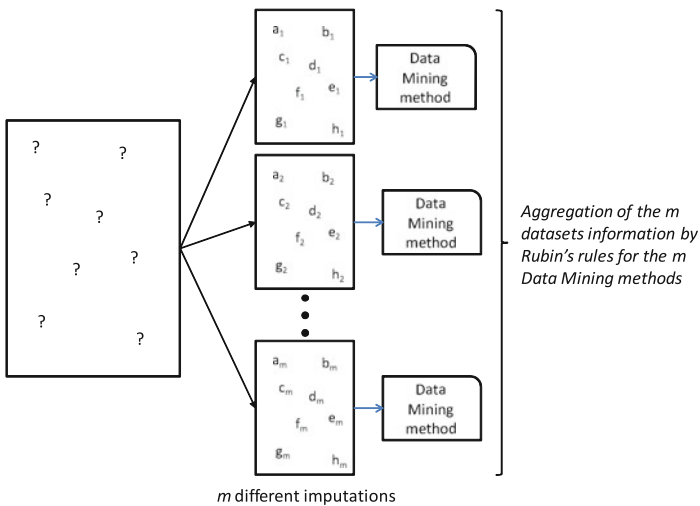 ?
?
?
?
?
?
?
?
a1 b1
c1 d1
f1 e1
g1 h1
Data
Mining
method
a2 b2
c2 d2
f2 e2
g2 h2
Data
Mining
method
am bm
cm dm
fm em
gm hm
Data
Mining
method
Aggregation of the m
datasets information by
Rubin's rules for the m
Data Mining methods
m different imputations